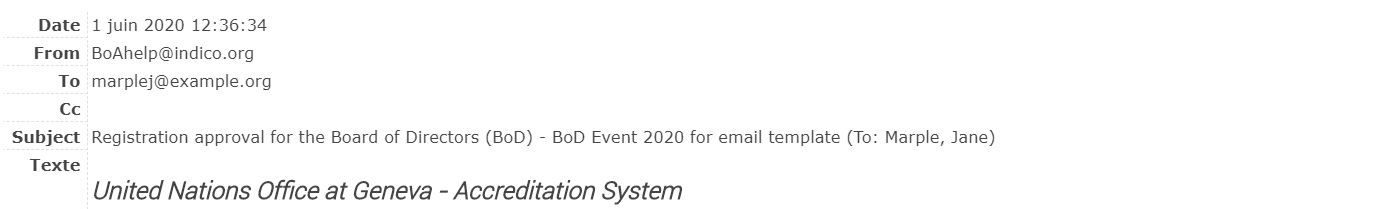 Date 1 juin 2020 12:36:34
From BoAhelp@indico.org
To marplej@example.org
Cc
Subject Registration approval for the Board of Directors (BoD) - BoD Event 2020 for email template (To: Marple, Jane)
Texte
United Nations Office at Geneva - Accreditation System